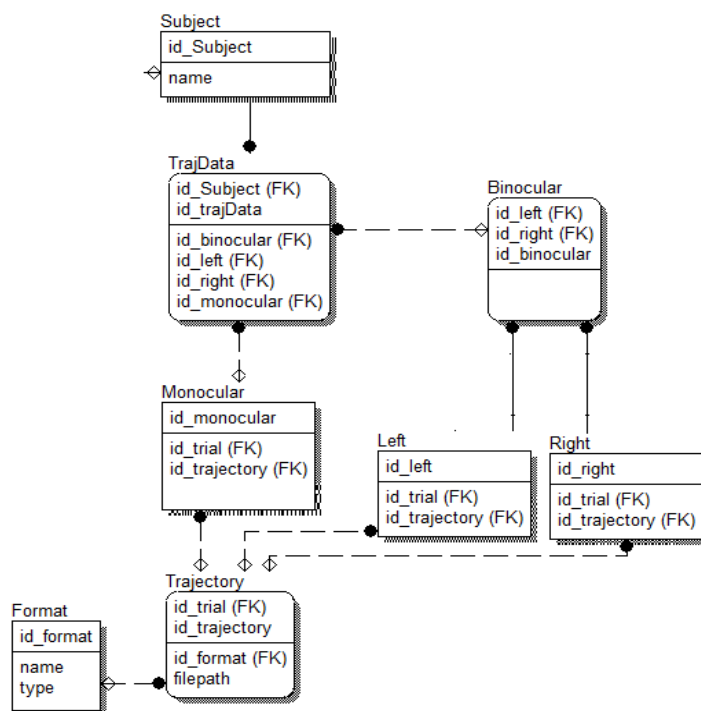 Subject
id_Subject
name
TrajData
id_Subject (FK)
id_trajData
id_binocular (FK)
id_left (FK)
id_right (FK)
id_monocular (FK)
Binocular
id_left (FK)
id_right (FK)
id_binocular
Monocular
id_monocular
id_trial (FK)
id_trajectory (FK)
Left
id_left
id_trial (FK)
id_trajectory (FK)
Right
id_right
id_trial (FK)
id_trajectory (FK)
Trajectory
id_trial (FK)
id_trajectory
id_format (FK)
filepath
Format
id_format
name
type